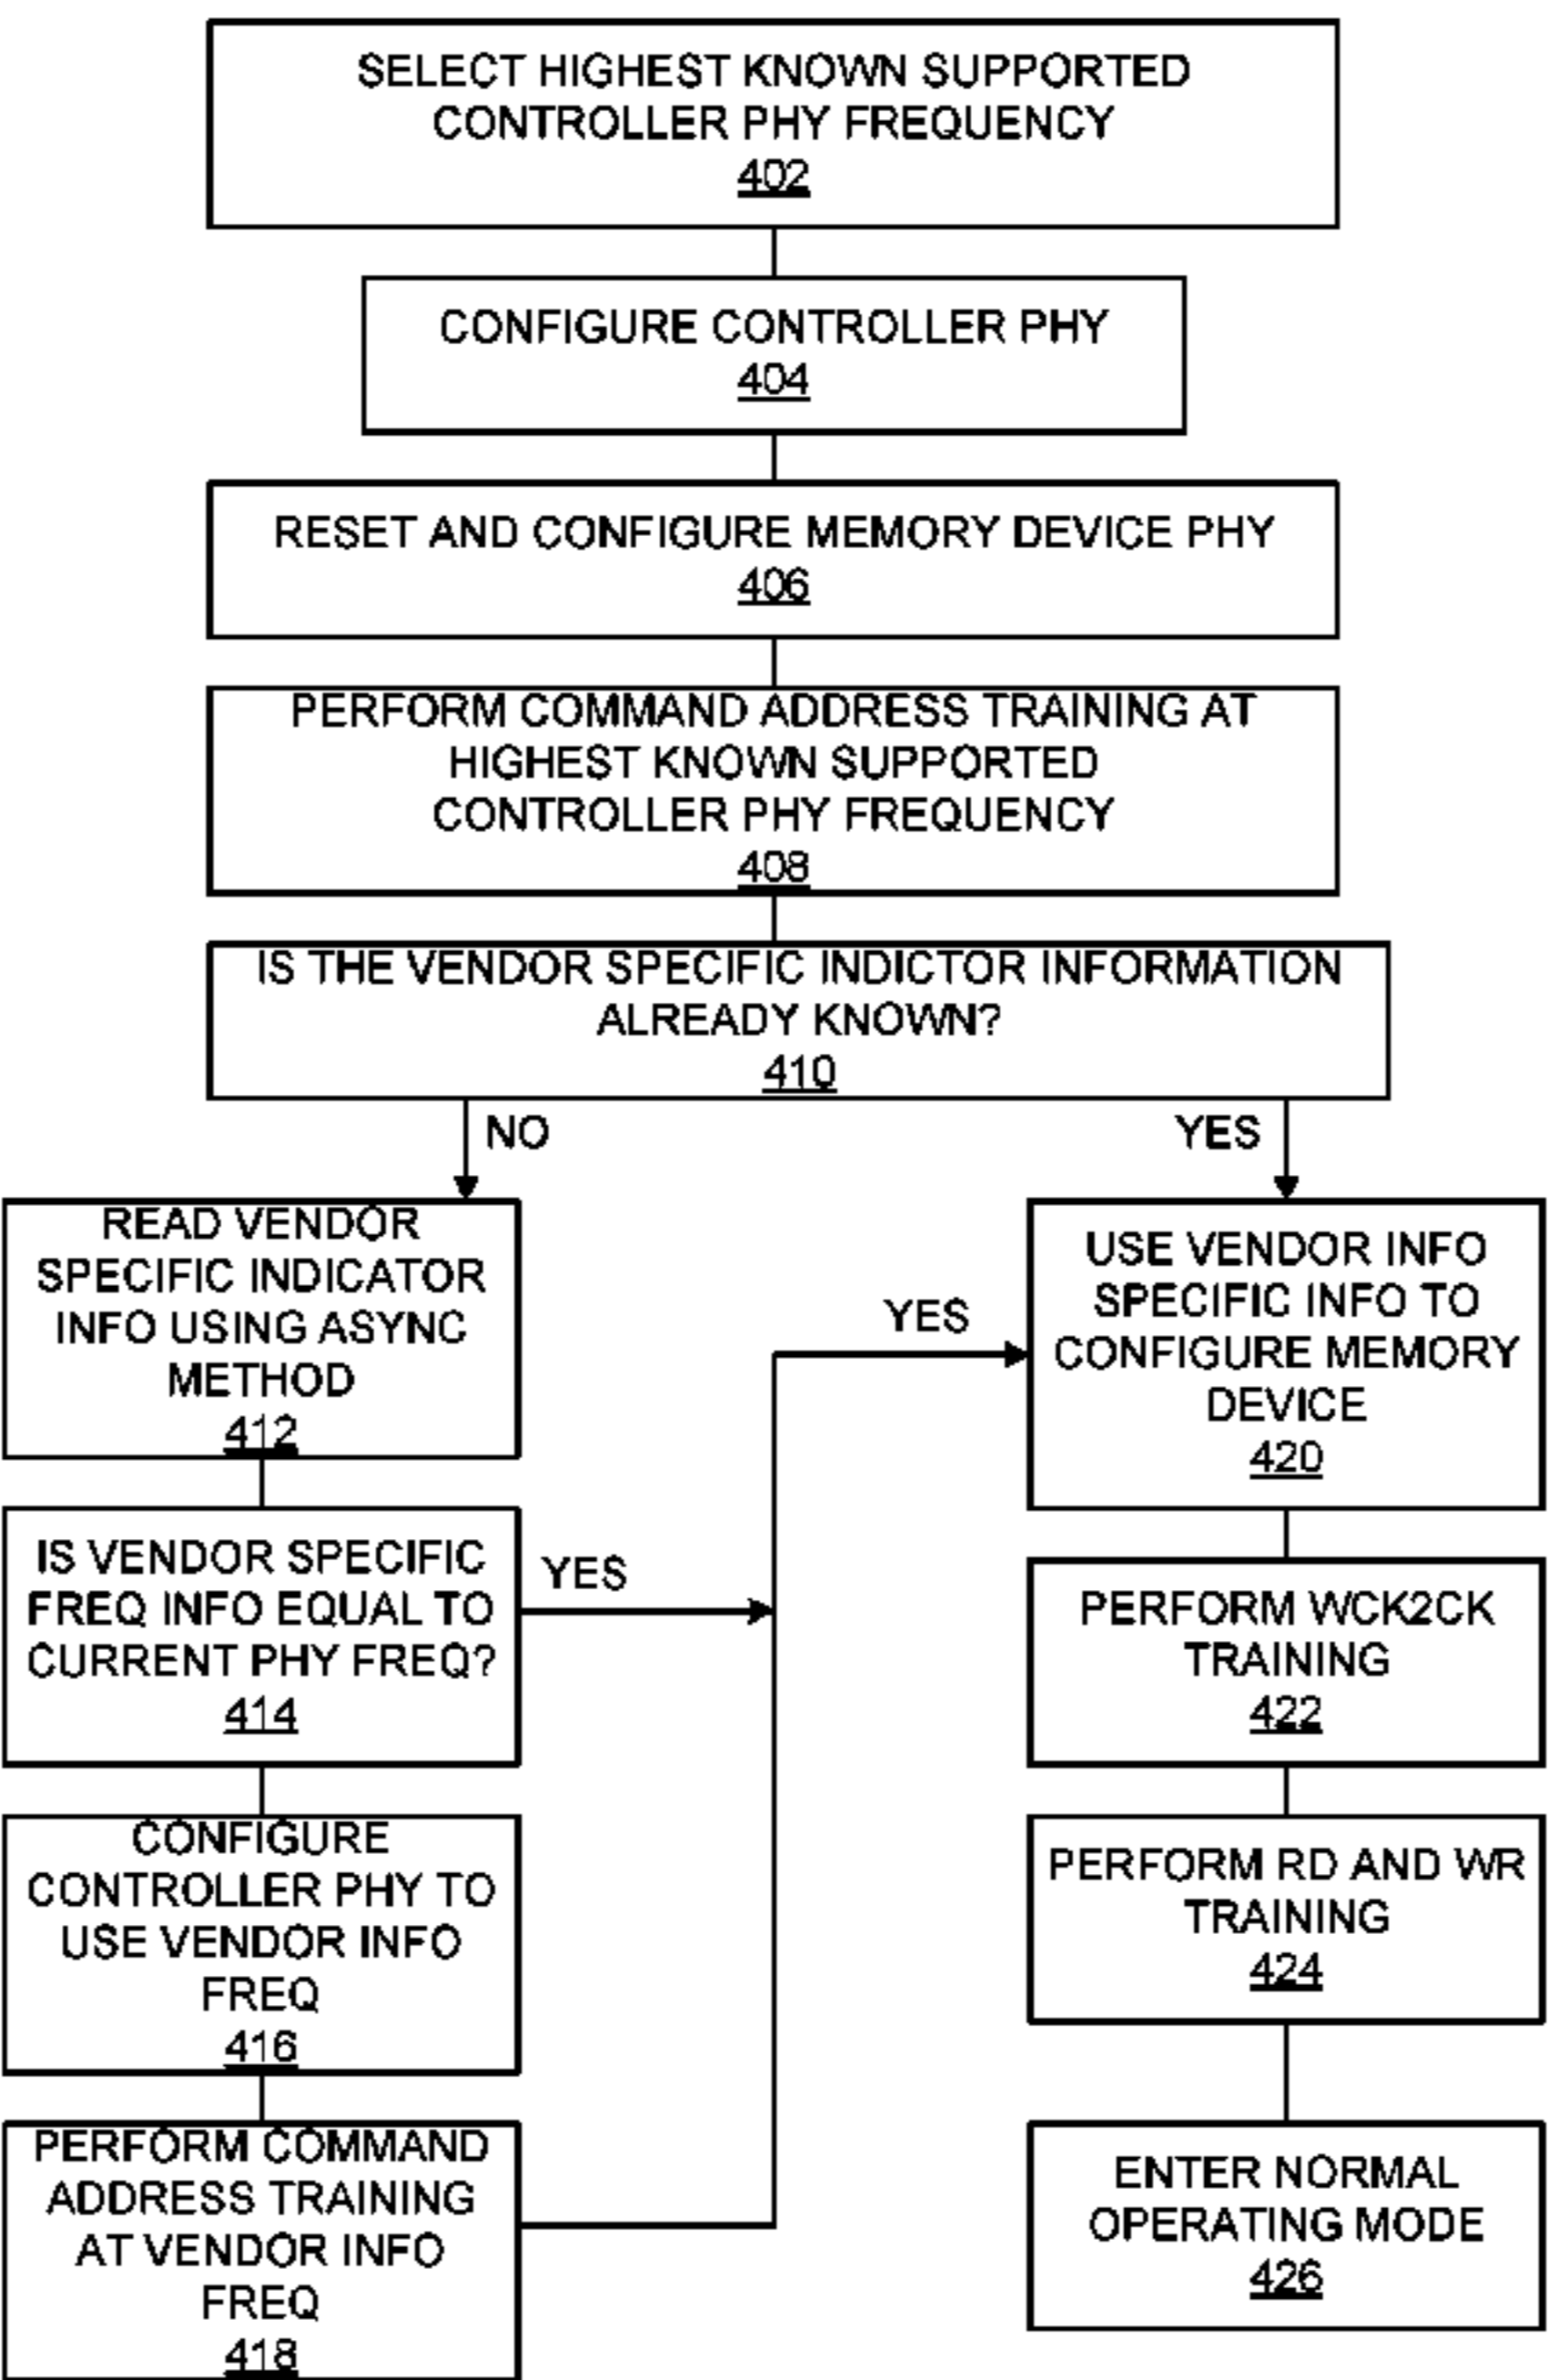 SELECT HIGHEST KNOWN SUPPORTED
CONTROLLER PHY FREQUENCY
402
CONFIGURE CONTROLLER PHY
404
RESET AND CONFIGURE MEMORY DEVICE PHY
406
PERFORM COMMAND ADDRESS TRAINING AT
HIGHEST KNOWN SUPPORTED
CONTROLLER PHY FREQUENCY
408
IS THE VENDOR SPECIFIC INDICTOR INFORMATION
ALREADY KNOWN?
410
NO
YES
READ VENDOR
SPECIFIC INDICATOR
INFO USING ASYNC
METHOD
412
IS VENDOR SPECIFIC
FREQ INFO EQUAL TO
CURRENT PHY FREQ?
414
YES
CONFIGURE
CONTROLLER PHY TO
USE VENDOR INFO
FREQ
416
PERFORM COMMAND
ADDRESS TRAINING
AT VENDOR INFO
FREQ
418
YES
USE VENDOR INFO
SPECIFIC INFO TO
CONFIGURE MEMORY
DEVICE
420
PERFORM WCK2CK
TRAINING
422
PERFORM RD AND WR
TRAINING
424
ENTER NORMAL
OPERATING MODE
426